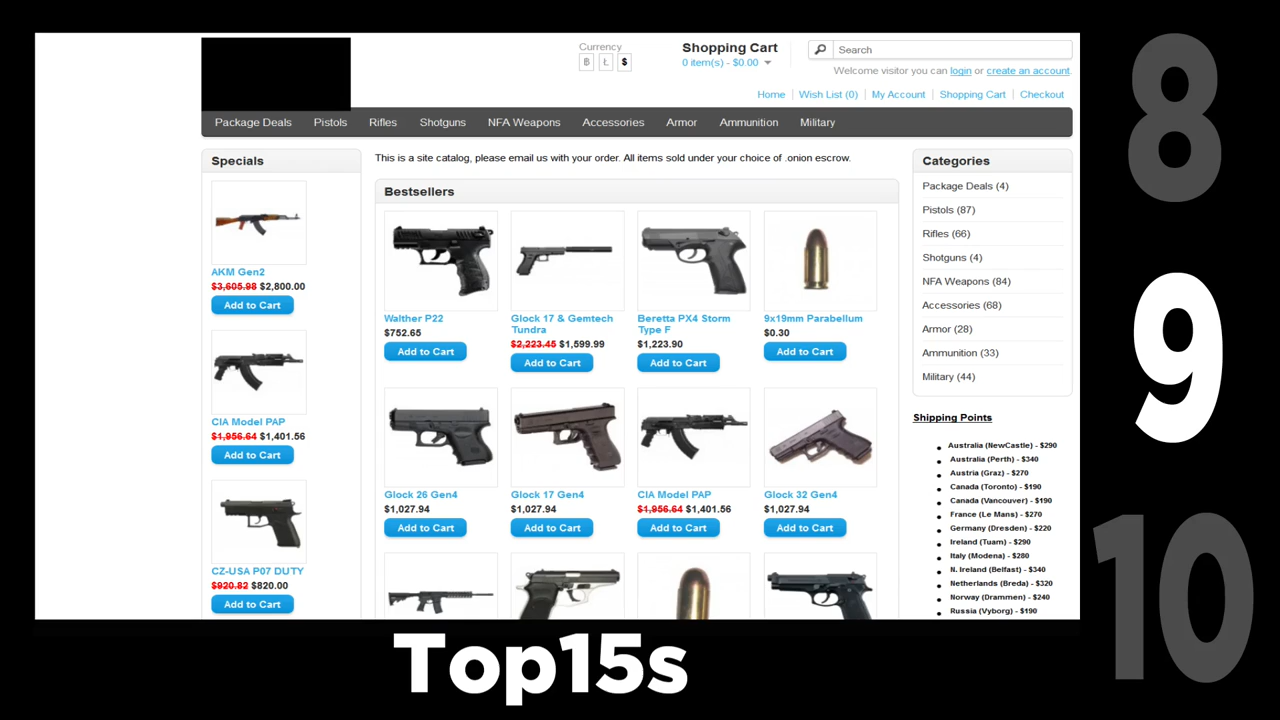 Currency
฿ Ł $
Shopping Cart
0 item(s) - $0.00
Search
Welcome visitor you can login or create an account.
Home Wish List (0) My Account Shopping Cart Checkout
Package Deals Pistols Rifles Shotguns NFA Weapons Accessories Armor Ammunition Military
Specials
AKM Gen2
$3,605.98 $2,800.00
Add to Cart
CIA Model PAP
$1,956.64 $1,401.56
Add to Cart
CZ-USA P07 DUTY
$920.82 $820.00
Add to Cart
This is a site catalog, please email us with your order. All items sold under your choice of .onion escrow.
Bestsellers
Walther P22
$752.65
Add to Cart
Glock 17 & Gemtech
Tundra
$2,223.45 $1,599.99
Add to Cart
Beretta PX4 Storm
Type F
$1,223.90
Add to Cart
9x19mm Parabellum
$0.30
Add to Cart
Glock 26 Gen4
$1,027.94
Add to Cart
Glock 17 Gen4
$1,027.94
Add to Cart
CIA Model PAP
$1,956.64 $1,401.56
Add to Cart
Glock 32 Gen4
$1,027.94
Add to Cart
Categories
Package Deals (4)
Pistols (87)
Rifles (66)
Shotguns (4)
NFA Weapons (84)
Accessories (68)
Armor (28)
Ammunition (33)
Military (44)
Shipping Points
Australia (NewCastle) - $290
Australia (Perth) - $340
Austria (Graz) - $270
Canada (Toronto) - $190
Canada (Vancouver) - $190
France (Le Mans) - $270
Germany (Dresden) - $220
Ireland (Tuam) - $290
Italy (Modena) - $280
N. Ireland (Belfast) - $340
Netherlands (Breda) - $320
Norway (Drammen) - $240
Russia (Vyborg) - $190
8
9
10
Top15s